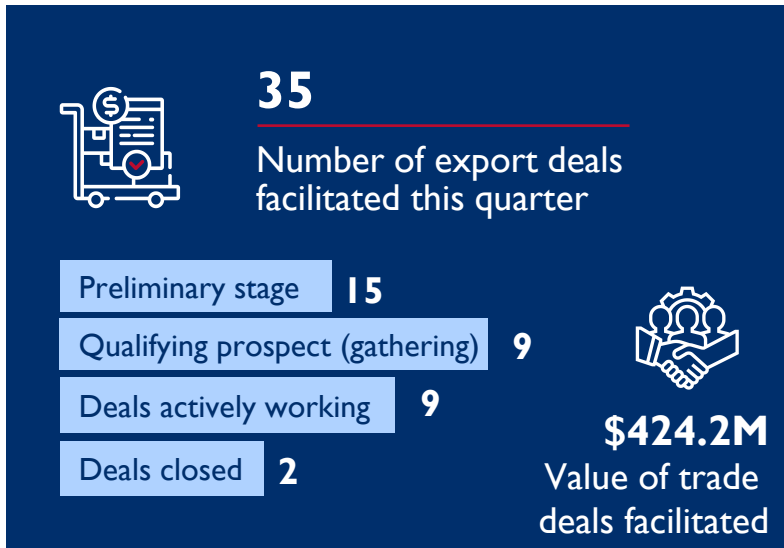 $
35
Number of export deals
facilitated this quarter
Preliminary stage 15
Qualifying prospect (gathering) 9
Deals actively working 9
Deals closed 2
$424.2M
Value of trade
deals facilitated